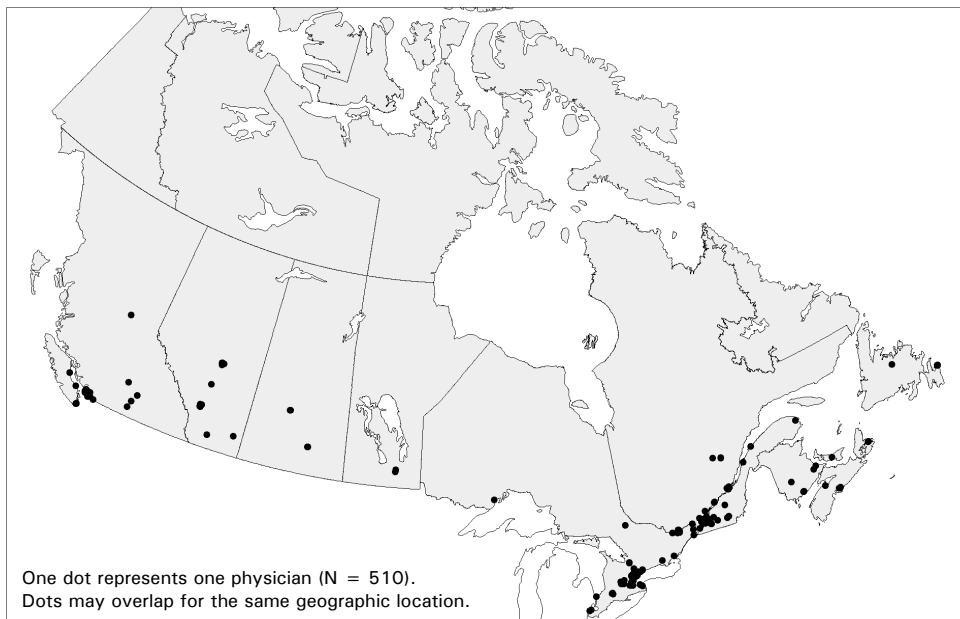 One dot represents one physician (N = 510).
Dots may overlap for the same geographic location.